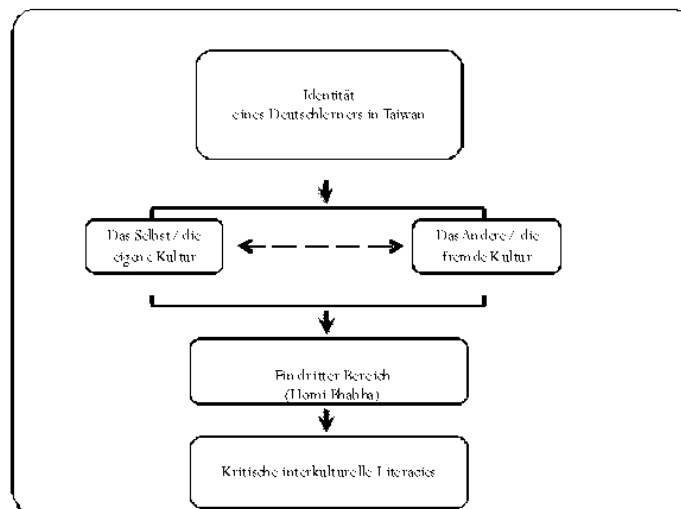 Identität
eines Deutschlerners in Taiwan
Das Selbst / die
eigene Kultur
Das Andere / die
fremde Kultur
Ein dritter Bereich
(Homi Bhabha)
Kritische interkulturelle Literacies